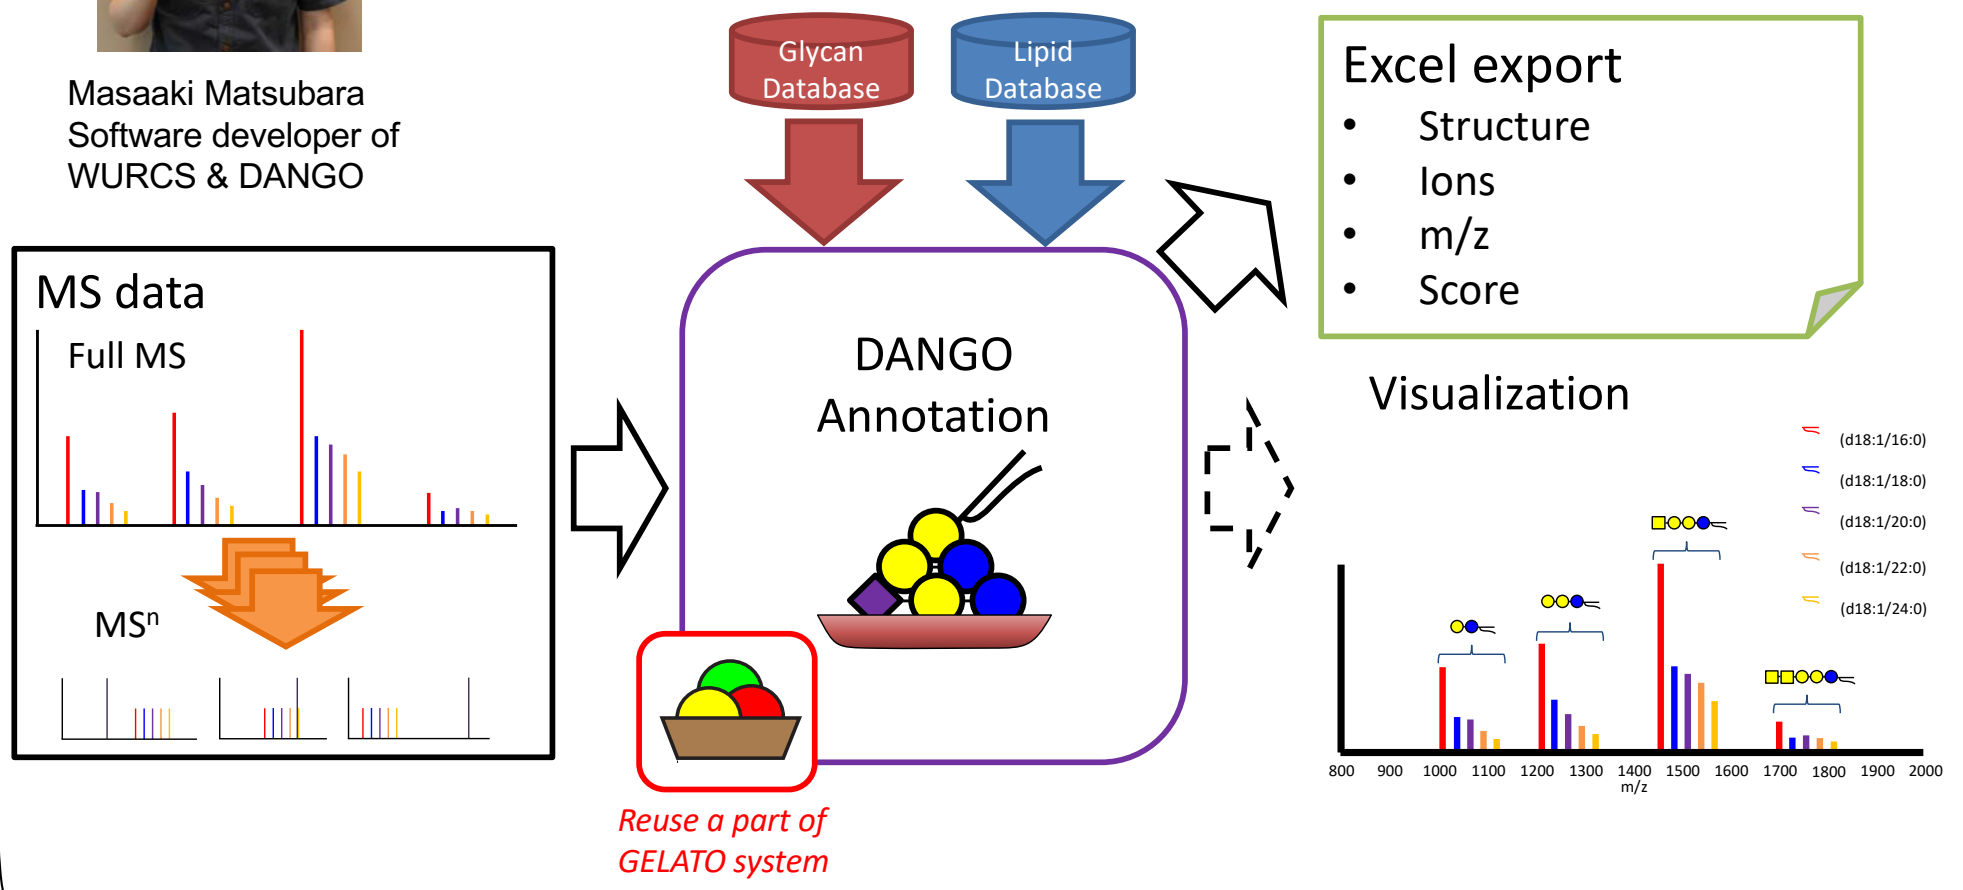 Masaaki Matsubara
Software developer of
WURCS & DANGO
MS data
Full MS
MSⁿ
Glycan
Database
Lipid
Database
DANGO
Annotation
Reuse a part of
GELATO system
Excel export
• Structure
• Ions
• m/z
• Score
Visualization
(d18:1/16:0)
(d18:1/18:0)
(d18:1/20:0)
(d18:1/22:0)
(d18:1/24:0)
800 900 1000 1100 1200 1300 1400 1500 1600 1700 1800 1900 2000
m/z